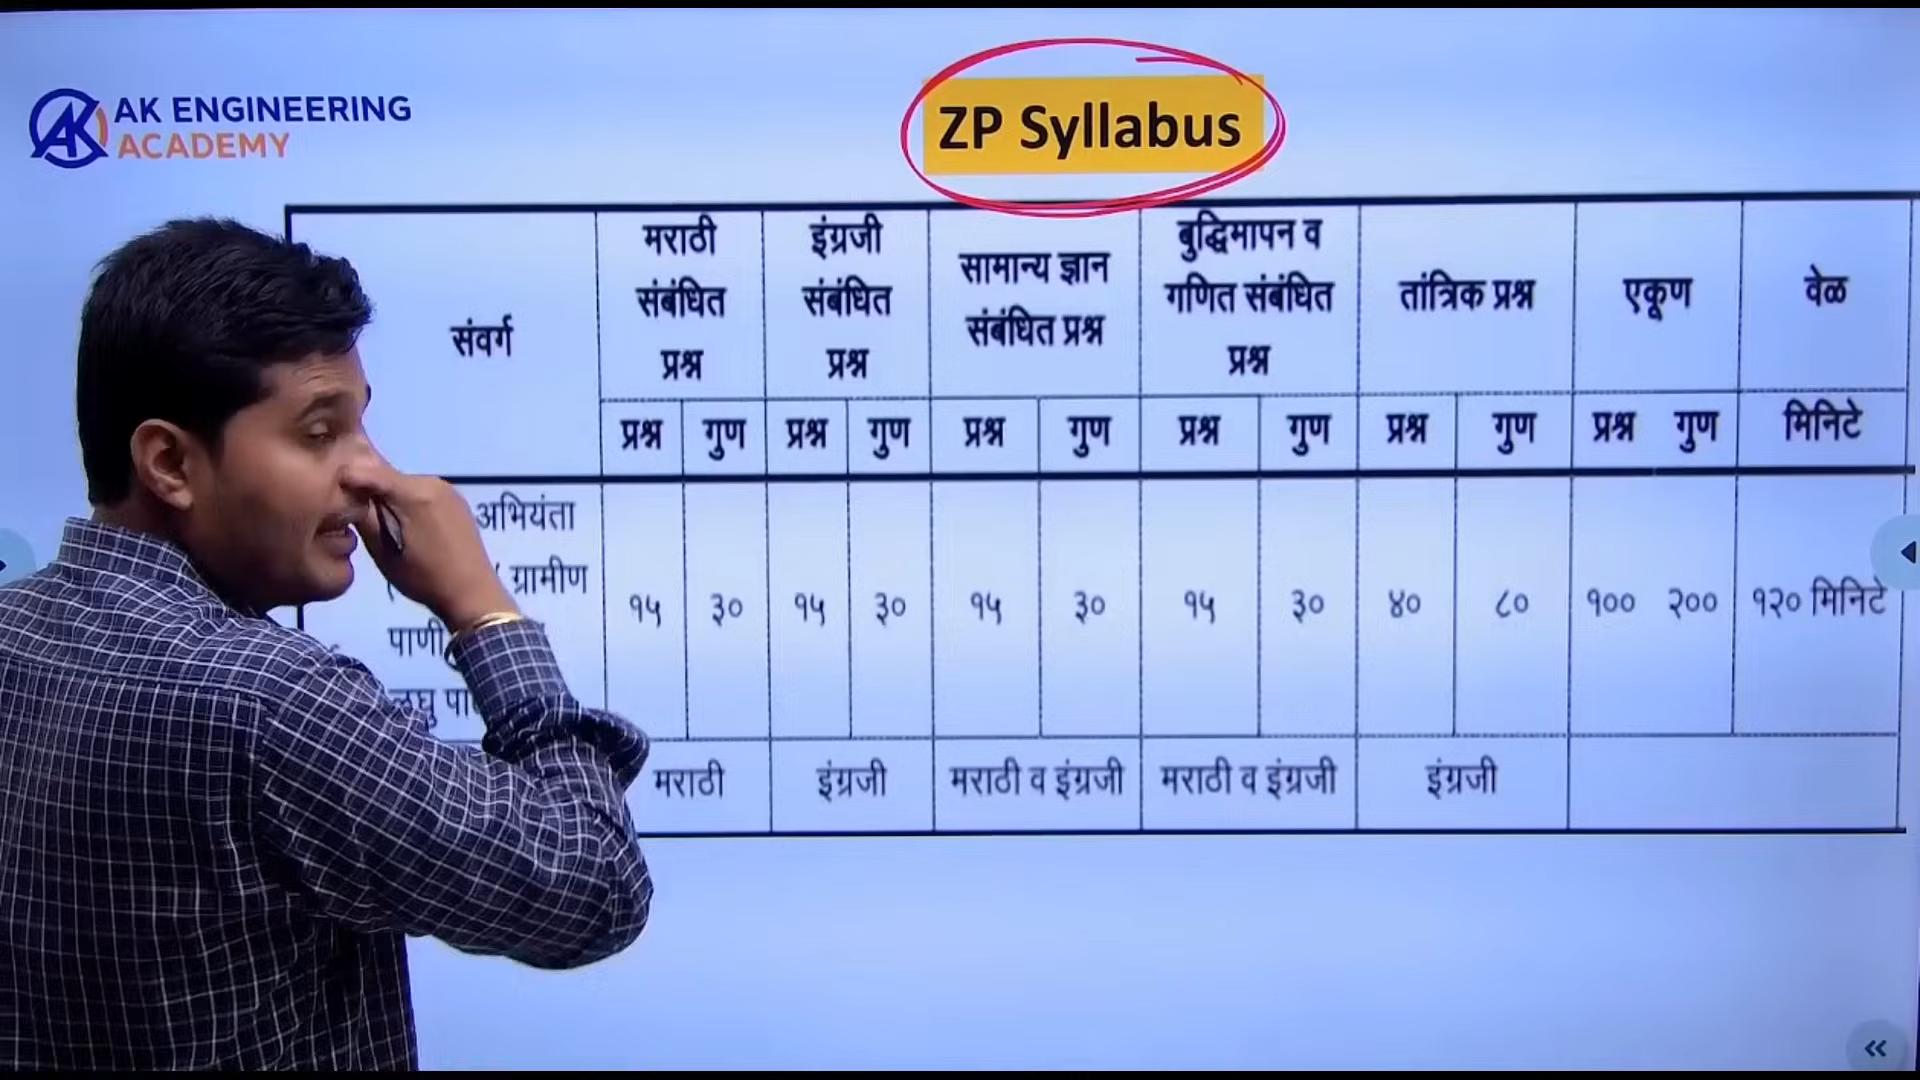 AK ENGINEERING
ACADEMY
ZP Syllabus
संवर्ग
मराठी
संबंधित
प्रश्न
इंग्रजी
संबंधित
प्रश्न
सामान्य ज्ञान
संबंधित प्रश्न
बुद्धिमापन व
गणित संबंधित
प्रश्न
तांत्रिक प्रश्न
एकूण
वेळ
प्रश्न गुण प्रश्न गुण प्रश्न गुण प्रश्न गुण प्रश्न गुण प्रश्न गुण मिनिटे
अभियंता
ग्रामीण
पाणी
लघु
१५ ३० १५ ३० १५ ३० १५ ३० ४० ८० १०० २०० १२० मिनिटे
मराठी इंग्रजी मराठी व इंग्रजी मराठी व इंग्रजी इंग्रजी